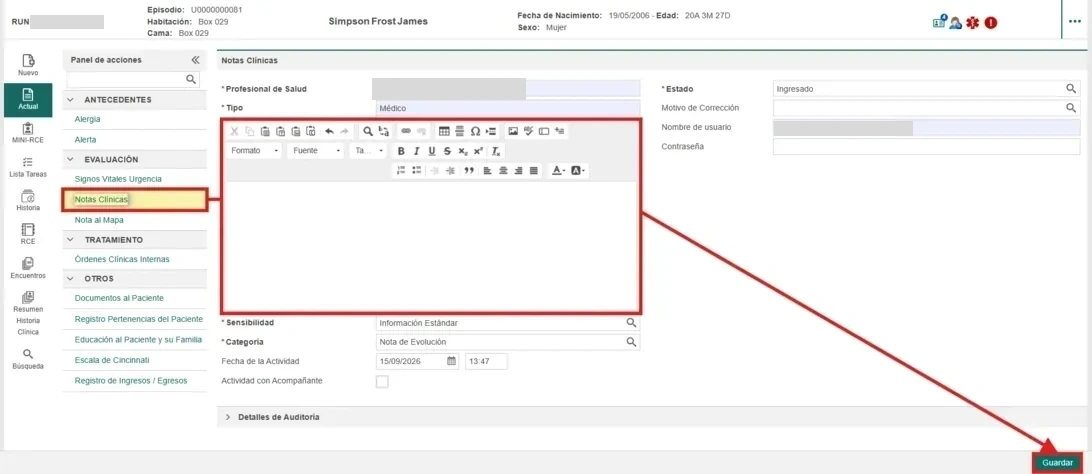 RUN
Episodio: U0000000081
Habitación: Box 029
Cama: Box 029
Simpson Frost James
Fecha de Nacimiento: 19/05/2006 - Edad: 20A 3M 27D
Sexo: Mujer
4
Nuevo
Actual
MINI-RCE
Lista Tareas
Historia
RCE
Encuentros
Resumen
Historia
Clínica
Búsqueda
Panel de acciones
ANTECEDENTES
Alergia
Alerta
EVALUACIÓN
Signos Vitales Urgencia
Notas Clínicas
Nota al Mapa
TRATAMIENTO
Órdenes Clínicas Internas
OTROS
Documentos al Paciente
Registro Pertenencias del Paciente
Educación al Paciente y su Familia
Escala de Cincinnati
Registro de Ingresos / Egresos
Notas Clínicas
* Profesional de Salud
* Tipo Médico
Formato Fuente Ta...
B I U S x₂ x² Tx
* Sensibilidad Información Estándar
* Categoría Nota de Evolución
Fecha de la Actividad 15/09/2026 13:47
Actividad con Acompañante
* Estado Ingresado
Motivo de Corrección
Nombre de usuario
Contraseña
Detalles de Auditoría
Guardar